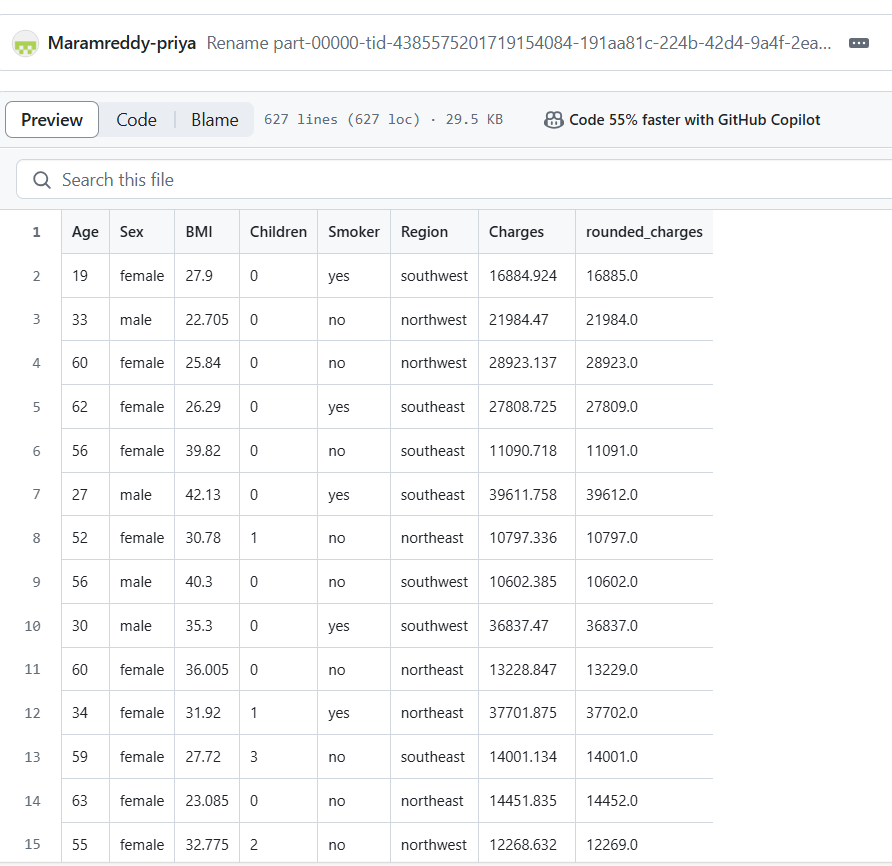 Maramreddy-priya Rename part-00000-tid-4385575201719154084-191aa81c-224b-42d4-9a4f-2ea...
Preview Code Blame 627 lines (627 loc) · 29.5 KB Code 55% faster with GitHub Copilot
Search this file
1 Age Sex BMI Children Smoker Region Charges rounded_charges
2 19 female 27.9 0 yes southwest 16884.924 16885.0
3 33 male 22.705 0 no northwest 21984.47 21984.0
4 60 female 25.84 0 no northwest 28923.137 28923.0
5 62 female 26.29 0 yes southeast 27808.725 27809.0
6 56 female 39.82 0 no southeast 11090.718 11091.0
7 27 male 42.13 0 yes southeast 39611.758 39612.0
8 52 female 30.78 1 no northeast 10797.336 10797.0
9 56 male 40.3 0 no southwest 10602.385 10602.0
10 30 male 35.3 0 yes southwest 36837.47 36837.0
11 60 female 36.005 0 no northeast 13228.847 13229.0
12 34 female 31.92 1 yes northeast 37701.875 37702.0
13 59 female 27.72 3 no southeast 14001.134 14001.0
14 63 female 23.085 0 no northeast 14451.835 14452.0
15 55 female 32.775 2 no northwest 12268.632 12269.0